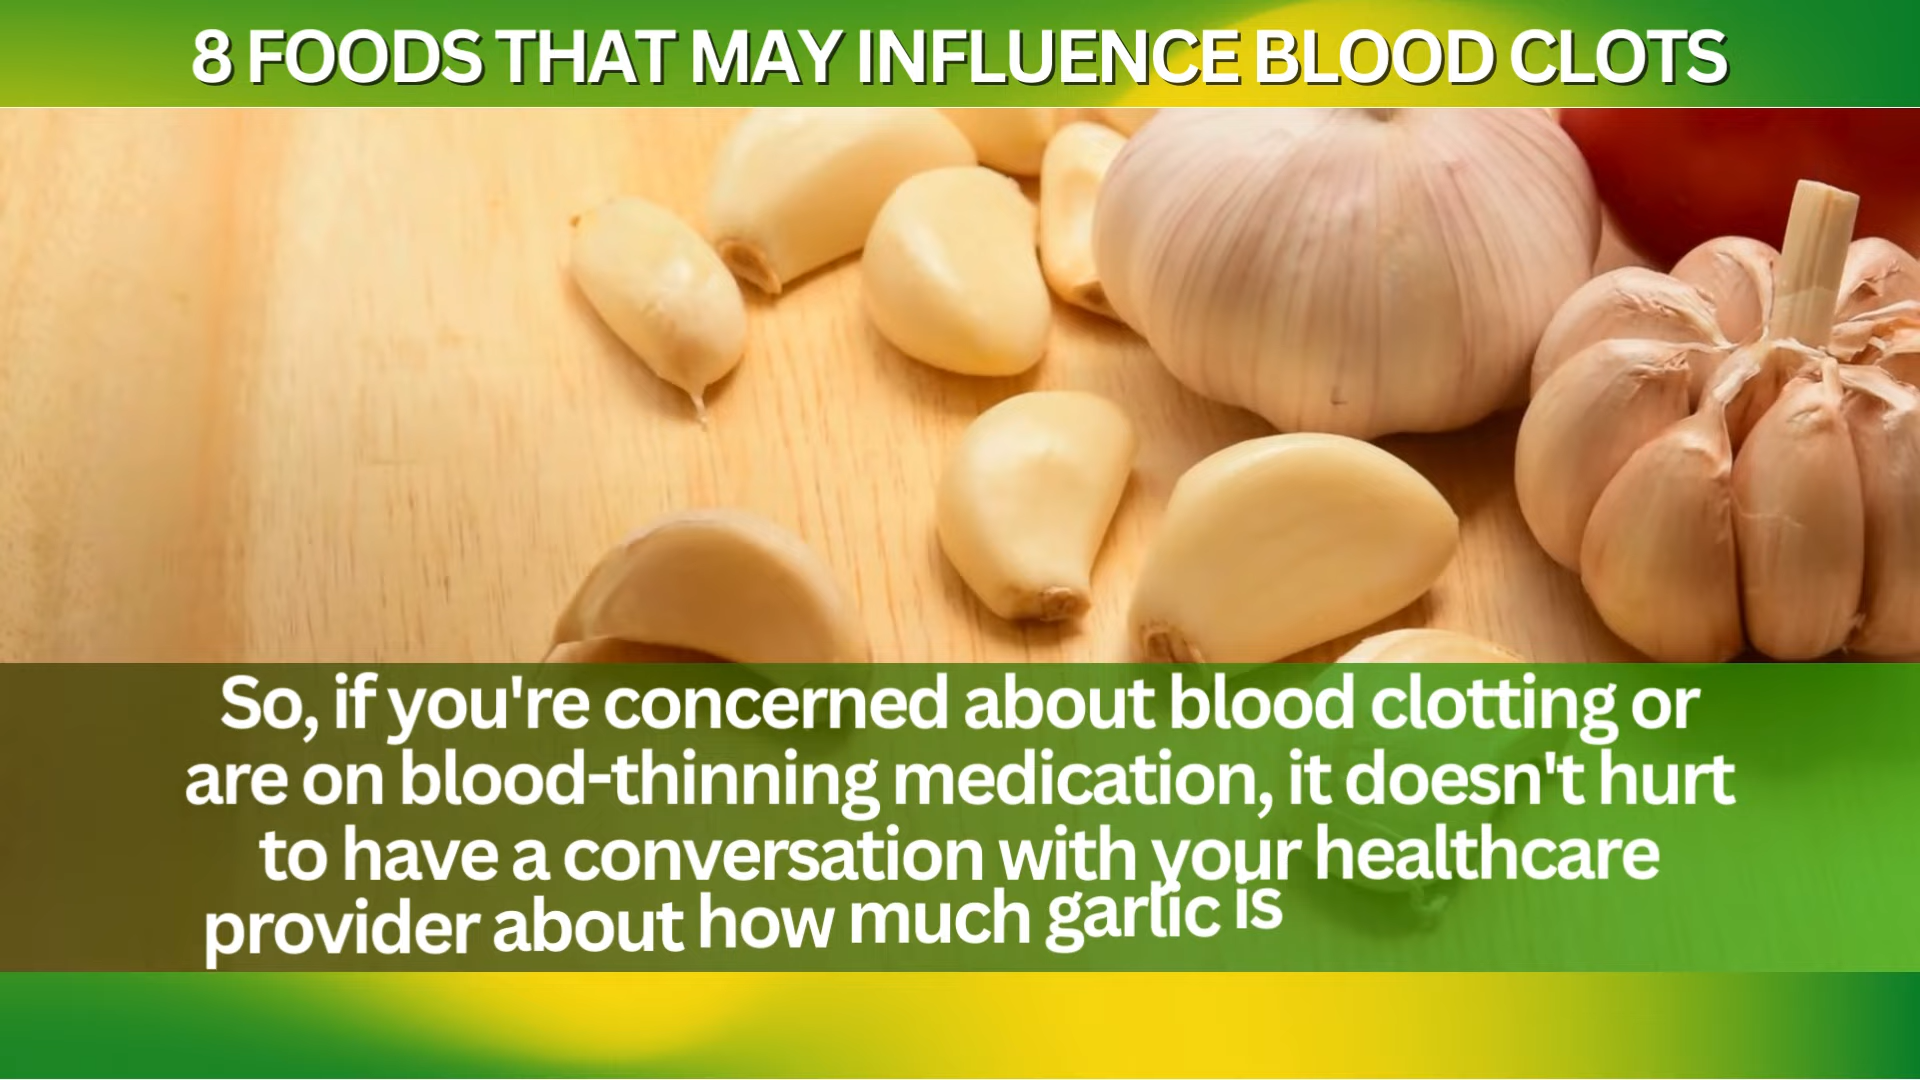 8 FOODS THAT MAY INFLUENCE BLOOD CLOTS
So, if you're concerned about blood clotting or
are on blood-thinning medication, it doesn't hurt
to have a conversation with your healthcare
provider about how much garlic is